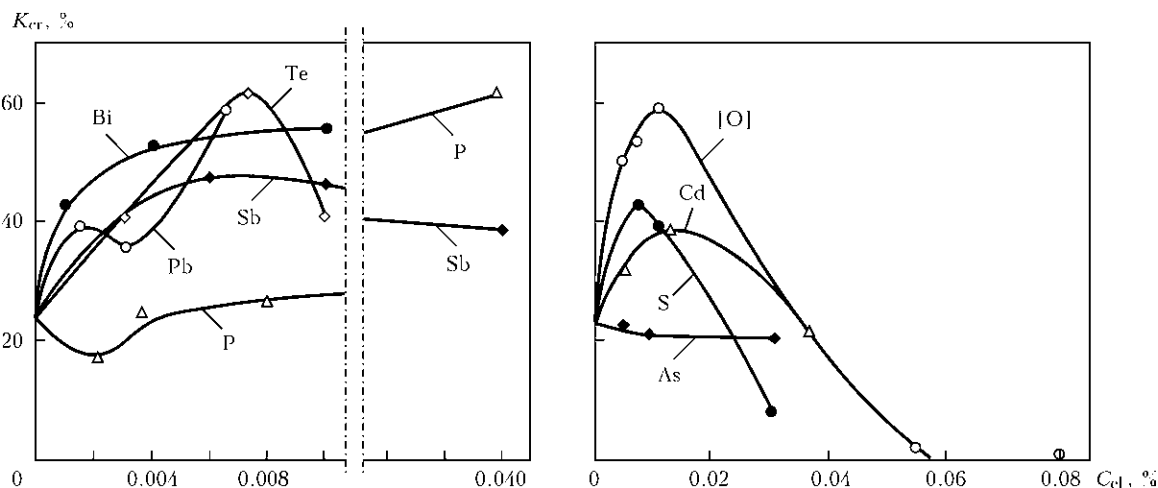 K_cr, %
60
40
20
0
Bi
Te
Sb
Pb
P
P
Sb
0.004
0.008
0.040
[O]
Cd
S
As
0
0.02
0.04
0.06
0.08
C_el, %